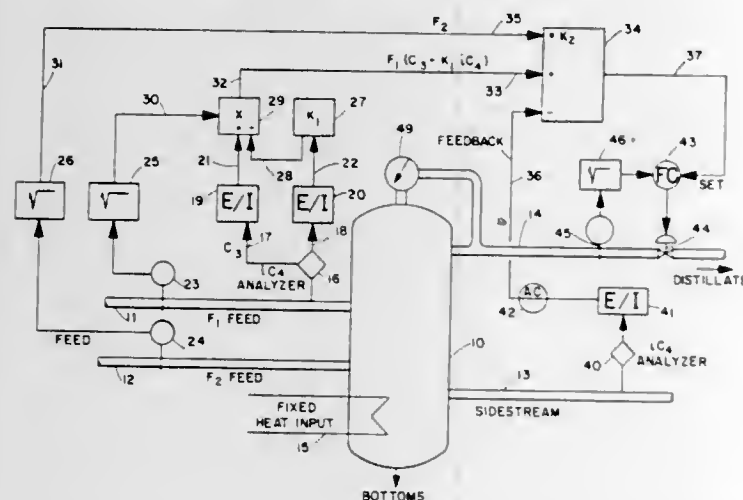 F2
35
K2
34
31
32
F1 (C3 - K1 iC4)
33
37
30
29
27
X
K1
49
FEEDBACK
46
43
26
25
21
28
22
FC
SET
√
√
√
19
E/I
E/I
20
36
14
45
44
C3
17
18
iC4
ANALYZER
16
DISTILLATE
23
AC
E/I
41
11
F1 FEED
42
10
FEED
24
40
iC4
ANALYZER
12
F2 FEED
13
FIXED
HEAT INPUT
SIDESTREAM
15
BOTTOMS